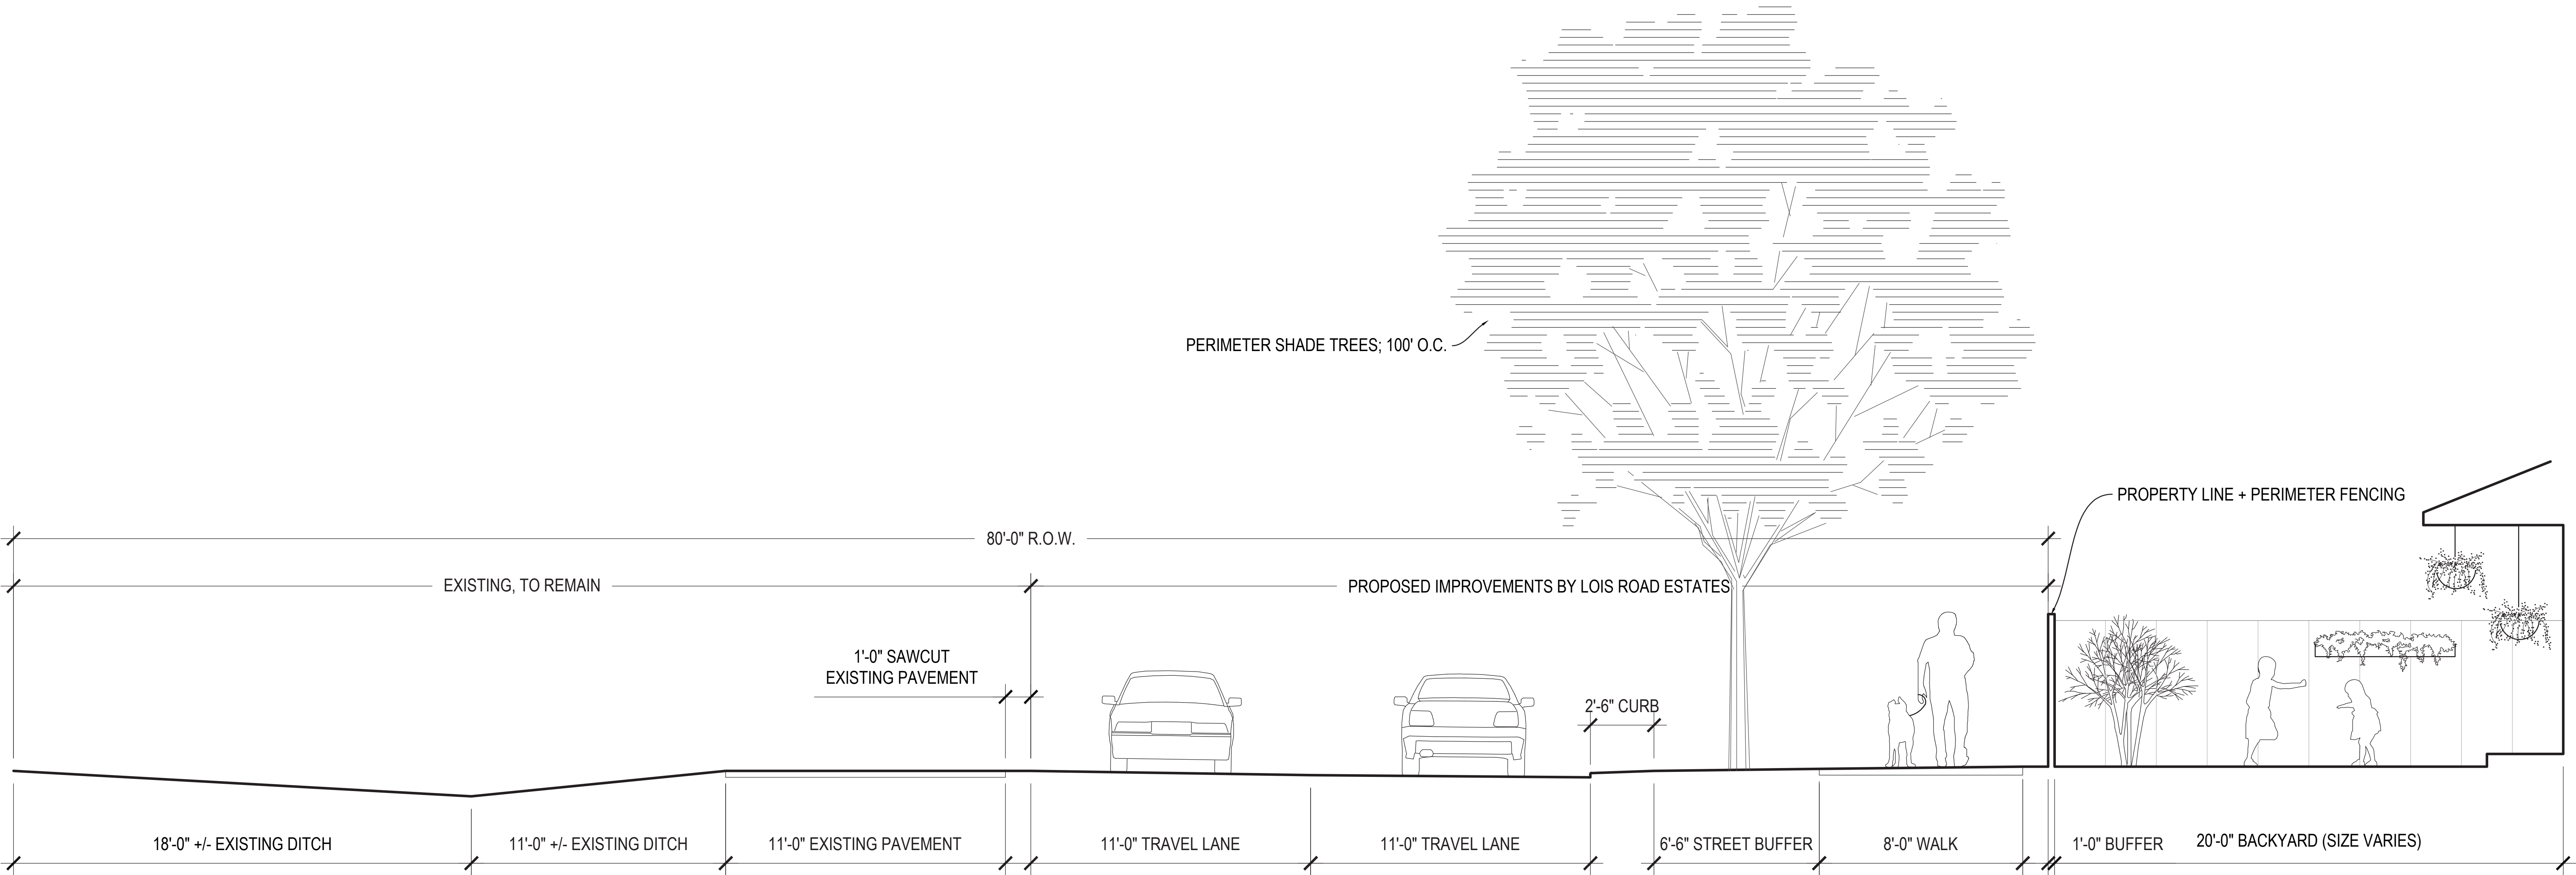 PERIMETER SHADE TREES; 100' O.C.
PROPERTY LINE + PERIMETER FENCING
80'-0" R.O.W.
EXISTING, TO REMAIN
PROPOSED IMPROVEMENTS BY LOIS ROAD ESTATES
1'-0" SAWCUT
EXISTING PAVEMENT
2'-6" CURB
18'-0" +/- EXISTING DITCH
11'-0" +/- EXISTING DITCH
11'-0" EXISTING PAVEMENT
11'-0" TRAVEL LANE
11'-0" TRAVEL LANE
6'-6" STREET BUFFER
8'-0" WALK
1'-0" BUFFER
20'-0" BACKYARD (SIZE VARIES)